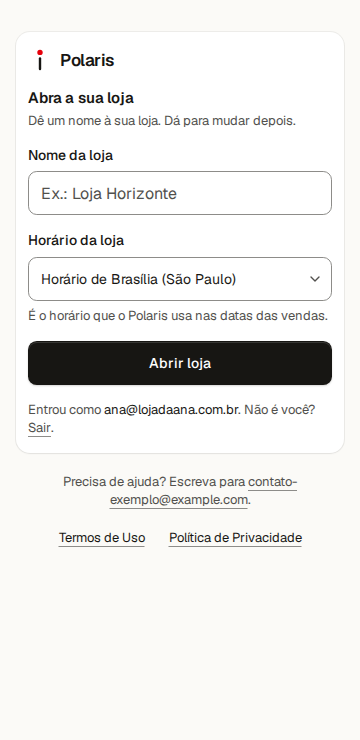 Polaris
Abra a sua loja
Dê um nome à sua loja. Dá para mudar depois.
Nome da loja
Ex.: Loja Horizonte
Horário da loja
Horário de Brasília (São Paulo)
É o horário que o Polaris usa nas datas das vendas.
Abrir loja
Entrou como ana@lojadaana.com.br. Não é você?
Sair.
Precisa de ajuda? Escreva para contato-
exemplo@example.com.
Termos de Uso Política de Privacidade